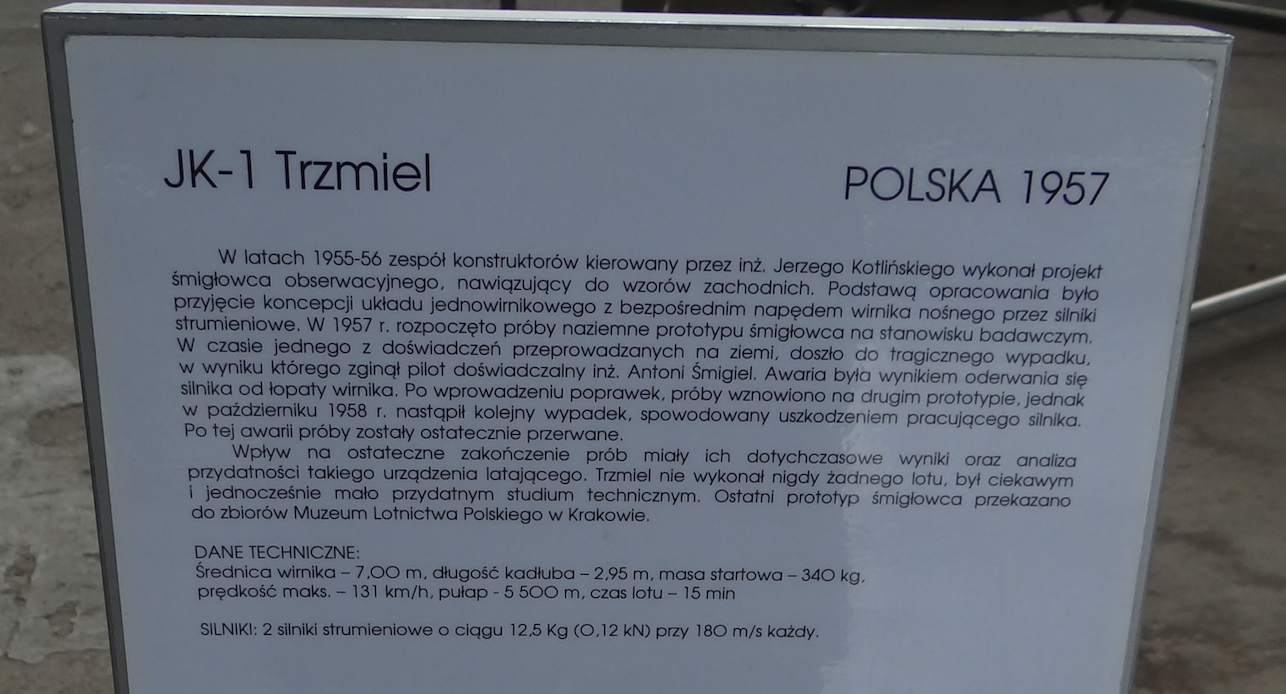 JK-1 Trzmiel
POLSKA 1957
W latach 1955-56 zespół konstruktorów kierowany przez inż. Jerzego Kotlińskiego wykonał projekt
śmigłowca obserwacyjnego, nawiązujący do wzorów zachodnich. Podstawą opracowania było
przyjęcie koncepcji układu jednowirnikowego z bezpośrednim napędem wirnika nośnego przez silniki
strumieniowe. W 1957 r. rozpoczęto próby naziemne prototypu śmigłowca na stanowisku badawczym.
W czasie jednego z doświadczeń przeprowadzanych na ziemi, doszło do tragicznego wypadku,
w wyniku którego zginął pilot doświadczalny inż. Antoni Śmigiel. Awaria była wynikiem oderwania się
silnika od łopaty wirnika. Po wprowadzeniu poprawek, próby wznowiono na drugim prototypie, jednak
w październiku 1958 r. nastąpił kolejny wypadek, spowodowany uszkodzeniem pracującego silnika.
Po tej awarii próby zostały ostatecznie przerwane.
Wpływ na ostateczne zakończenie prób miały ich dotychczasowe wyniki oraz analiza
przydatności takiego urządzenia latającego. Trzmiel nie wykonał nigdy żadnego lotu, był ciekawym
i jednocześnie mało przydatnym studium technicznym. Ostatni prototyp śmigłowca przekazano
do zbiorów Muzeum Lotnictwa Polskiego w Krakowie.
DANE TECHNICZNE:
Średnica wirnika – 7,00 m, długość kadłuba – 2,95 m, masa startowa – 340 kg,
prędkość maks. – 131 km/h, pułap - 5 500 m, czas lotu – 15 min
SILNIKI: 2 silniki strumieniowe o ciągu 12,5 Kg (0,12 kN) przy 180 m/s każdy.